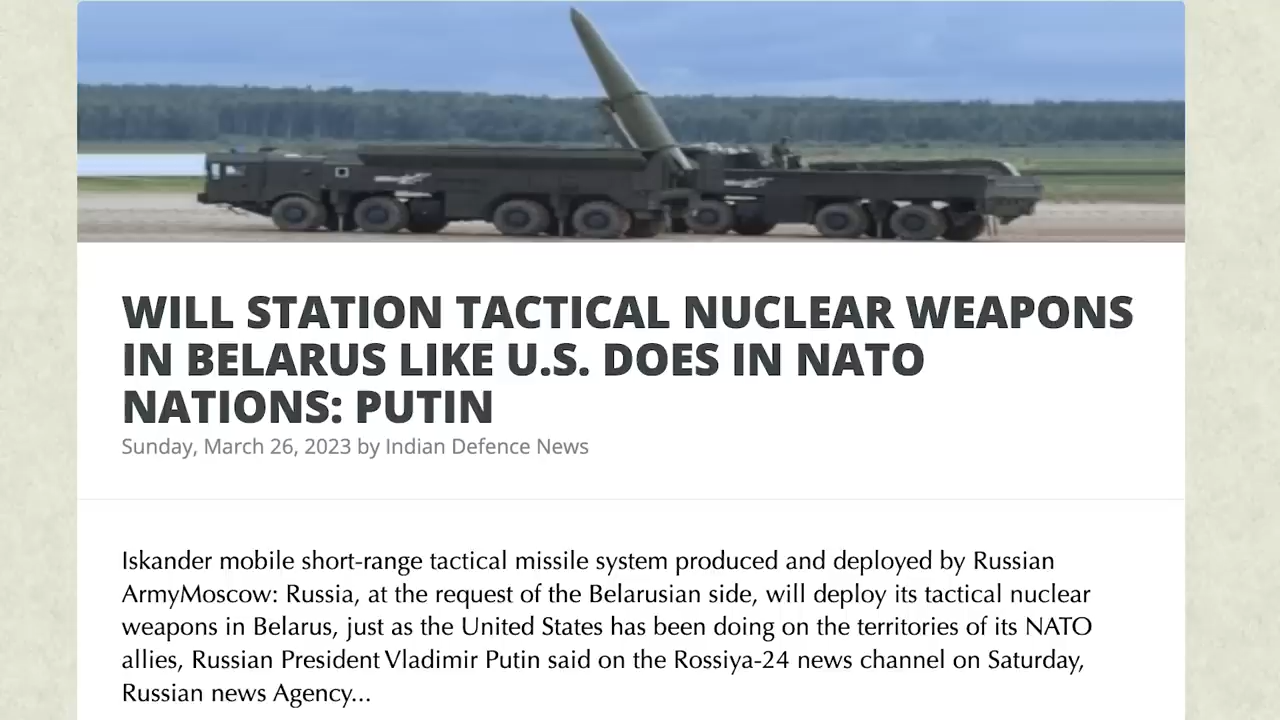 WILL STATION TACTICAL NUCLEAR WEAPONS
IN BELARUS LIKE U.S. DOES IN NATO
NATIONS: PUTIN
Sunday, March 26, 2023 by Indian Defence News
Iskander mobile short-range tactical missile system produced and deployed by Russian
ArmyMoscow: Russia, at the request of the Belarusian side, will deploy its tactical nuclear
weapons in Belarus, just as the United States has been doing on the territories of its NATO
allies, Russian President Vladimir Putin said on the Rossiya-24 news channel on Saturday,
Russian news Agency...